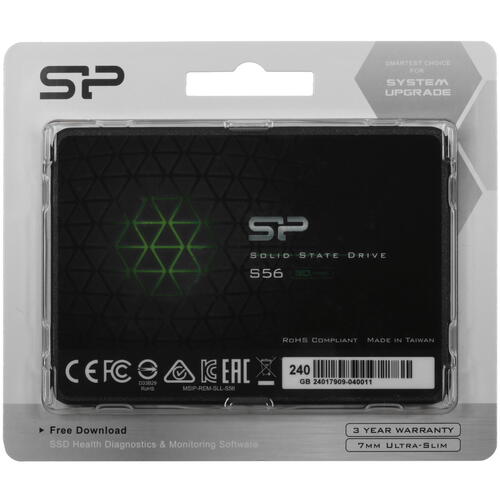 SP
SMARTEST CHOICE
FOR
SYSTEM
UPGRADE
SP
SOLID STATE DRIVE
S56
ROHS COMPLIANT MADE IN TAIWAN
CE FC EAC
D33B29
RoHS
MSIP-REM-SLL-S56
240
GB 24017909-040011
Free Download
SSD Health Diagnostics & Monitoring Software
3 YEAR WARRANTY
7MM ULTRA-SLIM